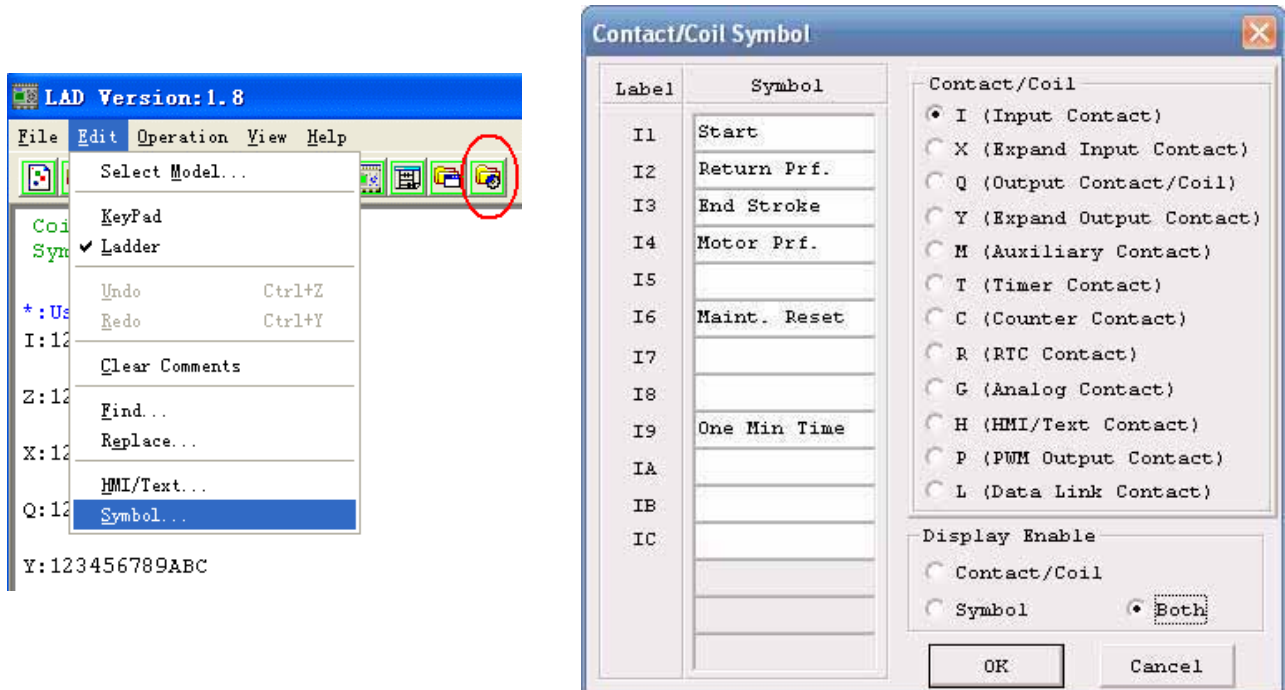 LAD Version:1.8
File Edit Operation View Help
Select Model...
KeyPad
✔ Ladder
Undo Ctrl+Z
Redo Ctrl+Y
Clear Comments
Find...
Replace...
HMI/Text...
Symbol...
Coi
Sym
*:Us
I:12
Z:12
X:12
Q:12
Y:123456789ABC
Contact/Coil Symbol
Label Symbol
I1 Start
I2 Return Prf.
I3 End Stroke
I4 Motor Prf.
I5
I6 Maint. Reset
I7
I8
I9 One Min Time
IA
IB
IC
Contact/Coil
I (Input Contact)
X (Expand Input Contact)
Q (Output Contact/Coil)
Y (Expand Output Contact)
M (Auxiliary Contact)
T (Timer Contact)
C (Counter Contact)
R (RTC Contact)
G (Analog Contact)
H (HMI/Text Contact)
P (PWM Output Contact)
L (Data Link Contact)
Display Enable
Contact/Coil
Symbol Both
OK Cancel